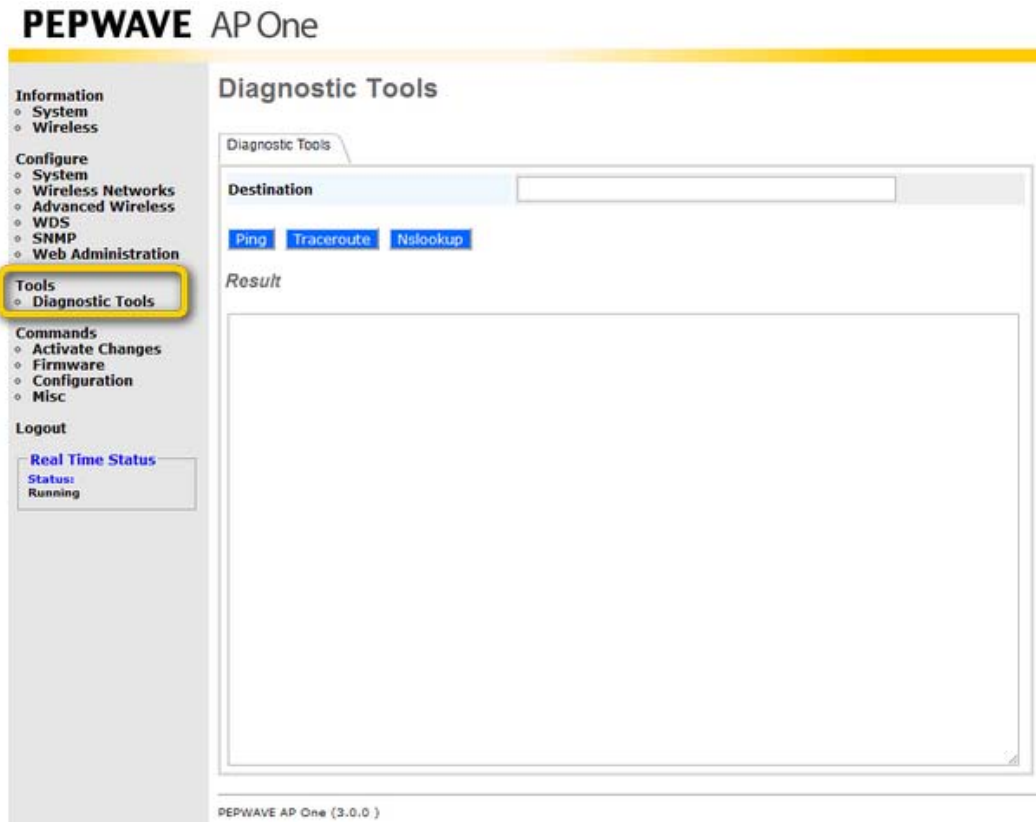 PEPWAVE AP One
Information
System
Wireless
Configure
System
Wireless Networks
Advanced Wireless
WDS
SNMP
Web Administration
Tools
Diagnostic Tools
Commands
Activate Changes
Firmware
Configuration
Misc
Logout
Real Time Status
Status:
Running
Diagnostic Tools
Diagnostic Tools
Destination
Ping Traceroute Nslookup
Result
PEPWAVE AP One (3.0.0 )